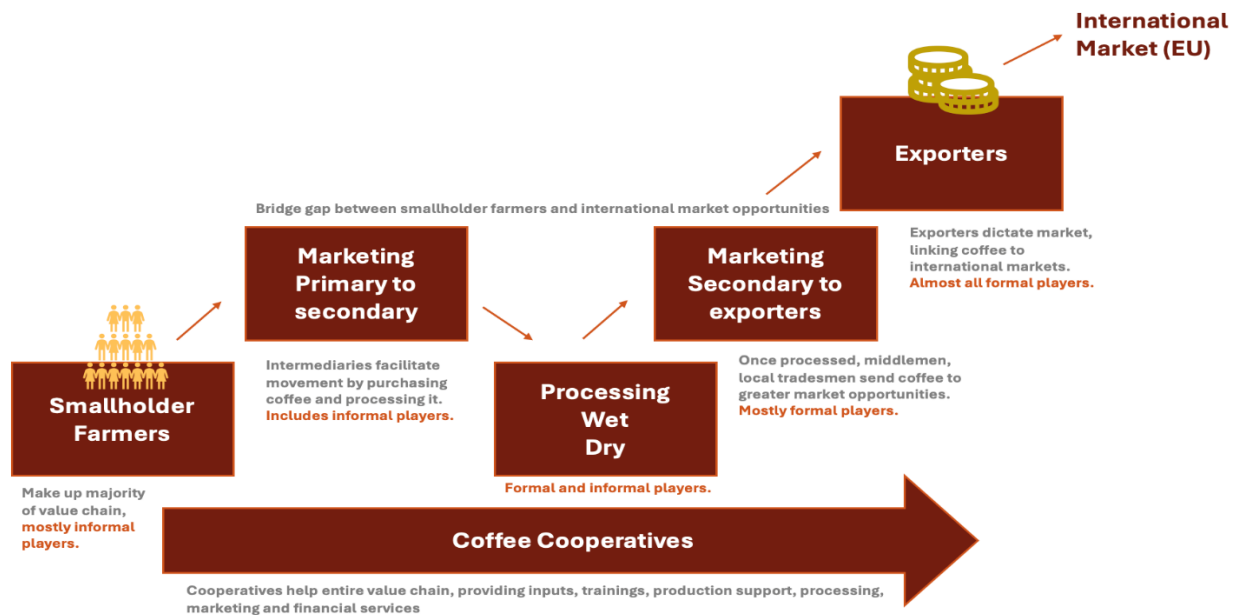 International
Market (EU)
Exporters
Bridge gap between smallholder farmers and international market opportunities
Marketing
Primary to
secondary
Marketing
Secondary to
exporters
Exporters dictate market,
linking coffee to
international markets.
Almost all formal players.
Smallholder
Farmers
Intermediaries facilitate
movement by purchasing
coffee and processing it.
Includes informal players.
Processing
Wet
Dry
Once processed, middlemen,
local tradesmen send coffee to
greater market opportunities.
Mostly formal players.
Make up majority
of value chain,
mostly informal
players.
Formal and informal players.
Coffee Cooperatives
Cooperatives help entire value chain, providing inputs, trainings, production support, processing,
marketing and financial services